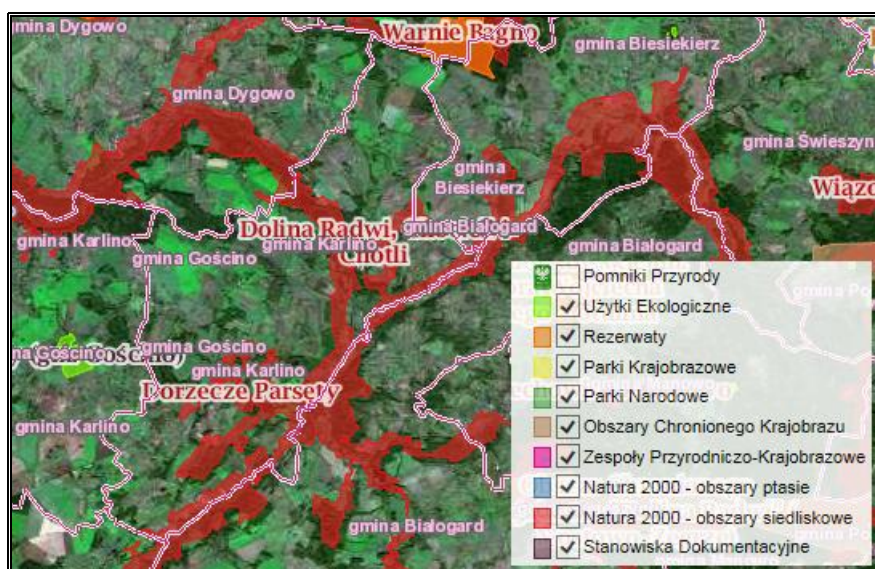 mina Dygowo
Warnie Bagno
gmina Biesiekierz
gmina Dygowo
gmina Świeszyn
gmina
Biesiekierz
Wiązo
gmina Karlino
Dolina Radwi,
gmina Białogard
gmina Karlino
Chotli
gmina Gościno
gmina Białogard
na Gościno
gmina Gościno
gmina Karlino
Dorzecze Parsęty
gmina Karlino
gmina Białogard
Pomniki Przyrody
Użytki Ekologiczne
Rezerwaty
Parki Krajobrazowe
Parki Narodowe
Obszary Chronionego Krajobrazu
Zespoły Przyrodniczo-Krajobrazowe
Natura 2000 - obszary ptasie
Natura 2000 - obszary siedliskowe
Stanowiska Dokumentacyjne